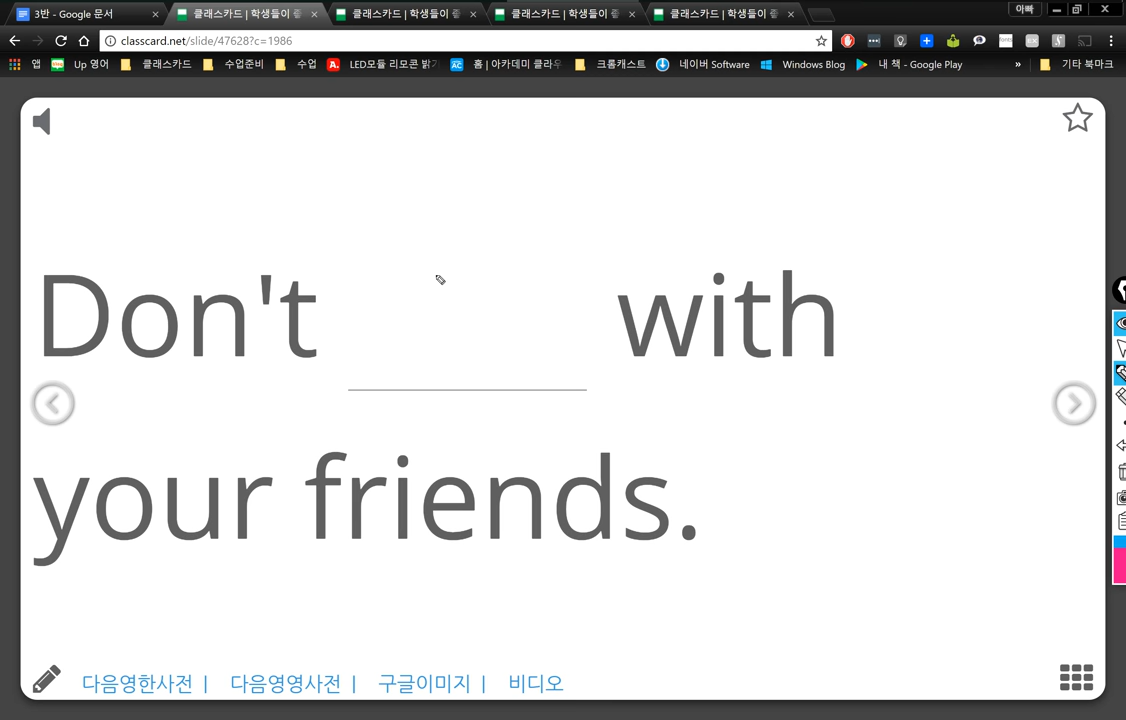 3반 - Google 문서
클래스카드 | 학생들이 좋
클래스카드 | 학생들이 좋
클래스카드 | 학생들이 좋
클래스카드 | 학생들이 좋
아빠
classcard.net/slide/47628?c=1986
앱 Up 영어 클래스카드 수업준비 수업 LED모듈 리모콘 밝기 홈 | 아카데미 클라우 크롬캐스트 네이버 Software Windows Blog 내 책 - Google Play » 기타 북마크
Don't ________ with
your friends.
다음영한사전 | 다음영영사전 | 구글이미지 | 비디오